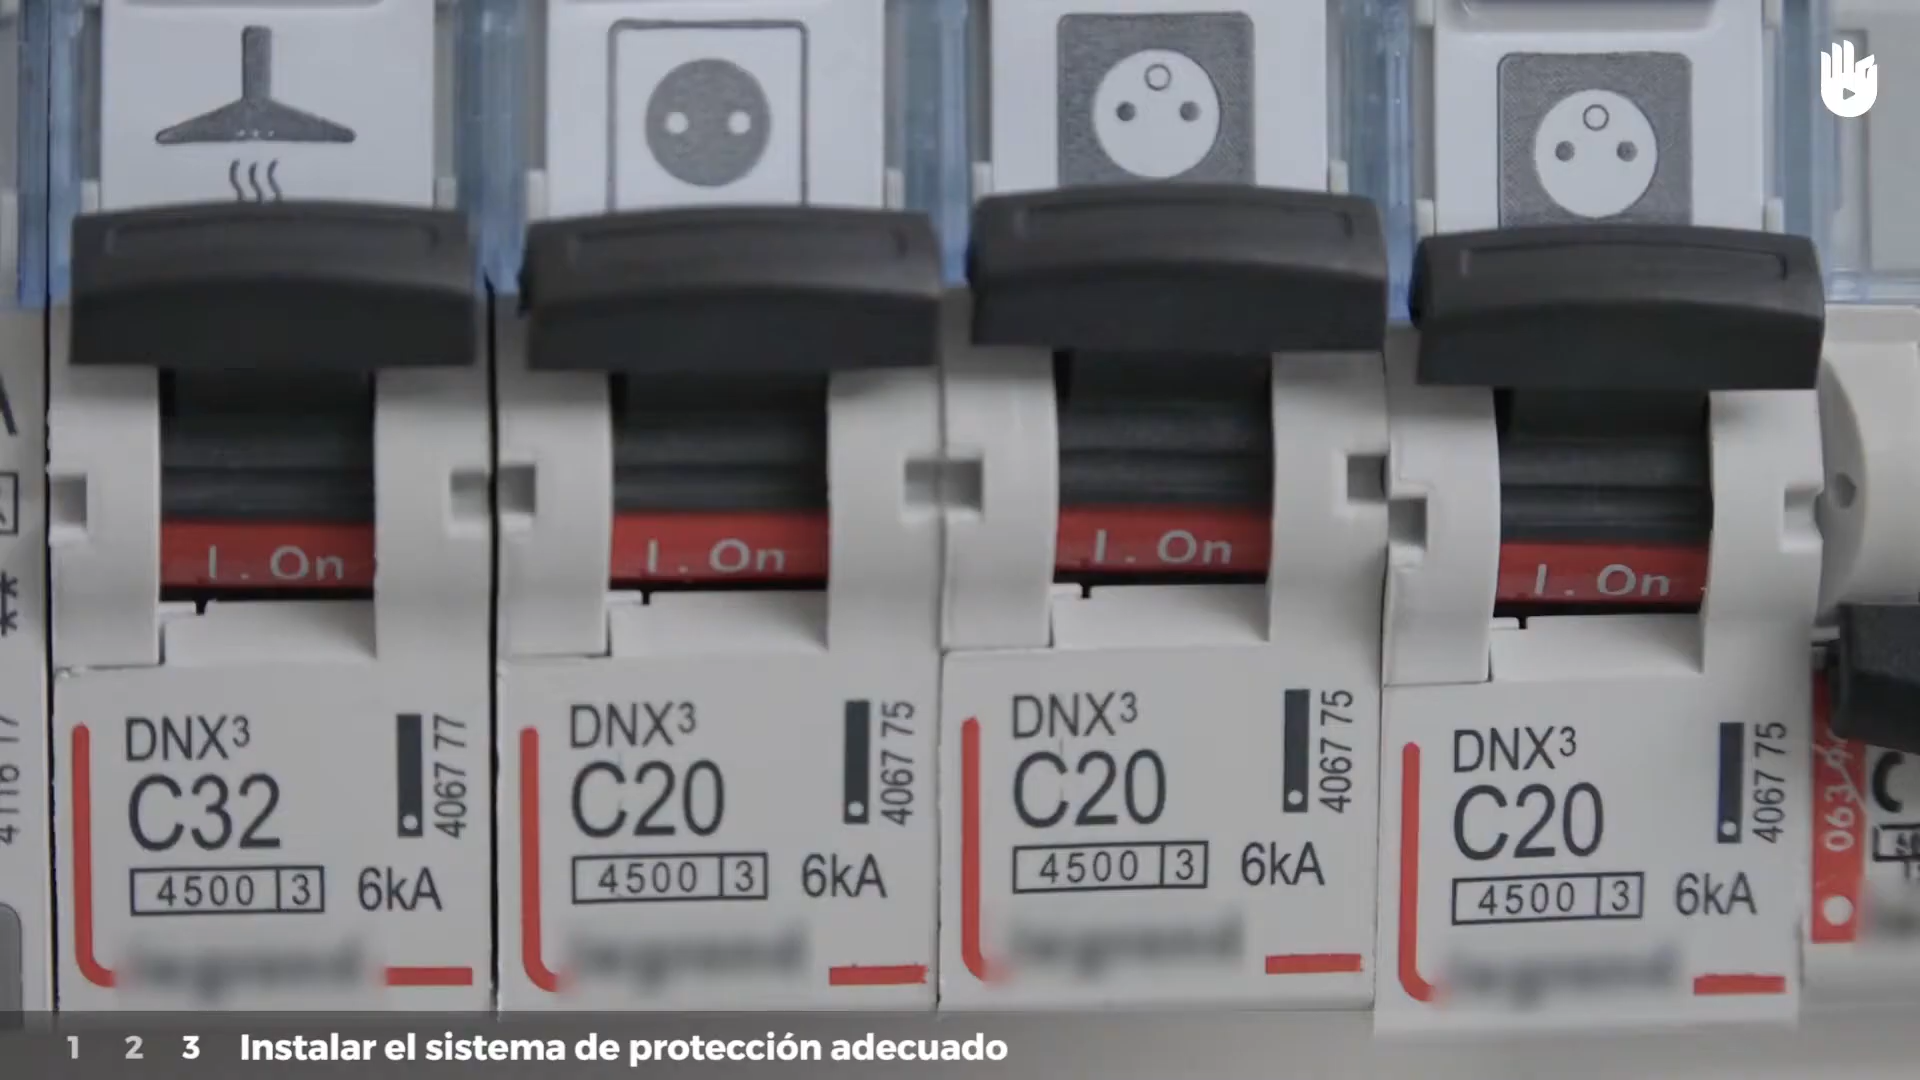 I. On
I. On
I. On
I. On
DNX³
C32
4067 77
4500 3 6kA
DNX³
C20
4067 75
4500 3 6kA
DNX³
C20
4067 75
4500 3 6kA
DNX³
C20
4067 75
4500 3 6kA
1 2 3 Instalar el sistema de protección adecuado